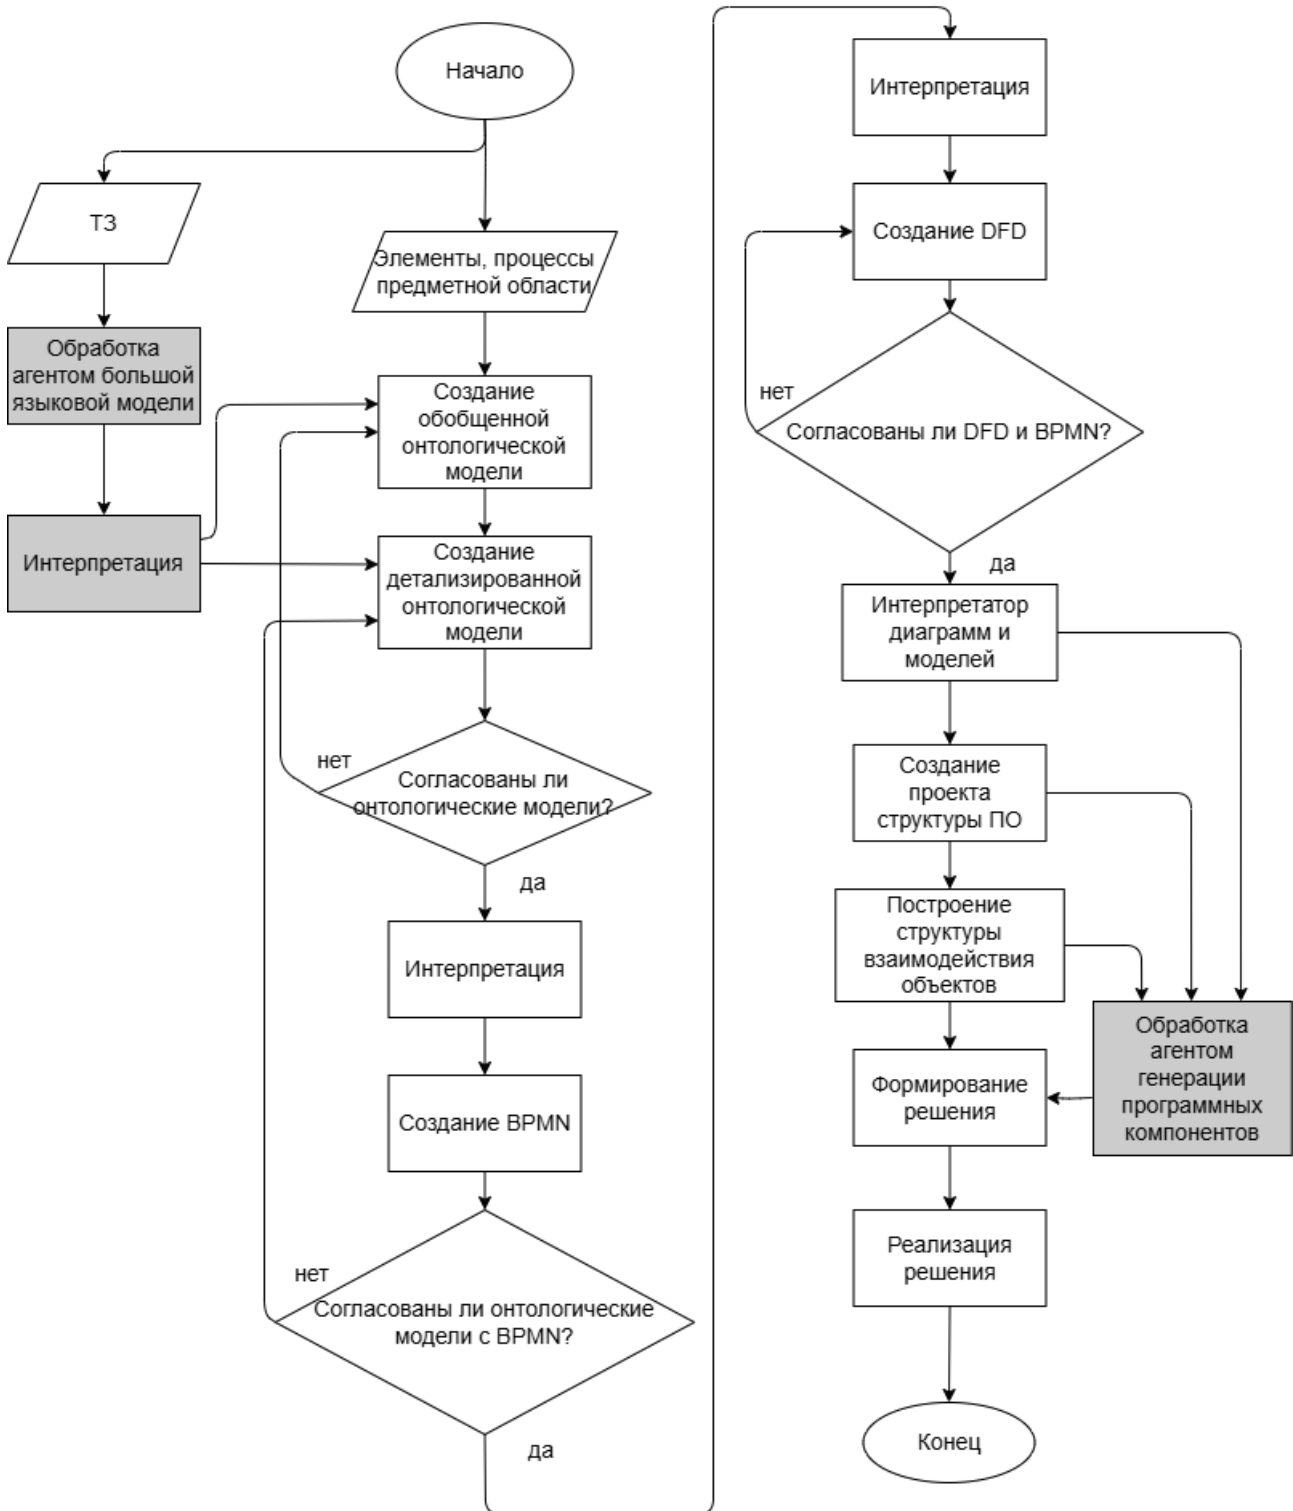 Начало
ТЗ
Элементы, процессы
предметной области
Обработка
агентом большой
языковой модели
Интерпретация
Создание
обобщенной
онтологической
модели
Создание
детализированной
онтологической
модели
нет
Согласованы ли
онтологические модели?
да
Интерпретация
Создание BPMN
нет
Согласованы ли онтологические
модели с BPMN?
да
Интерпретация
Создание DFD
нет
Согласованы ли DFD и BPMN?
да
Интерпретатор
диаграмм и
моделей
Создание
проекта
структуры ПО
Построение
структуры
взаимодействия
объектов
Обработка
агентом
генерации
программных
компонентов
Формирование
решения
Реализация
решения
Конец